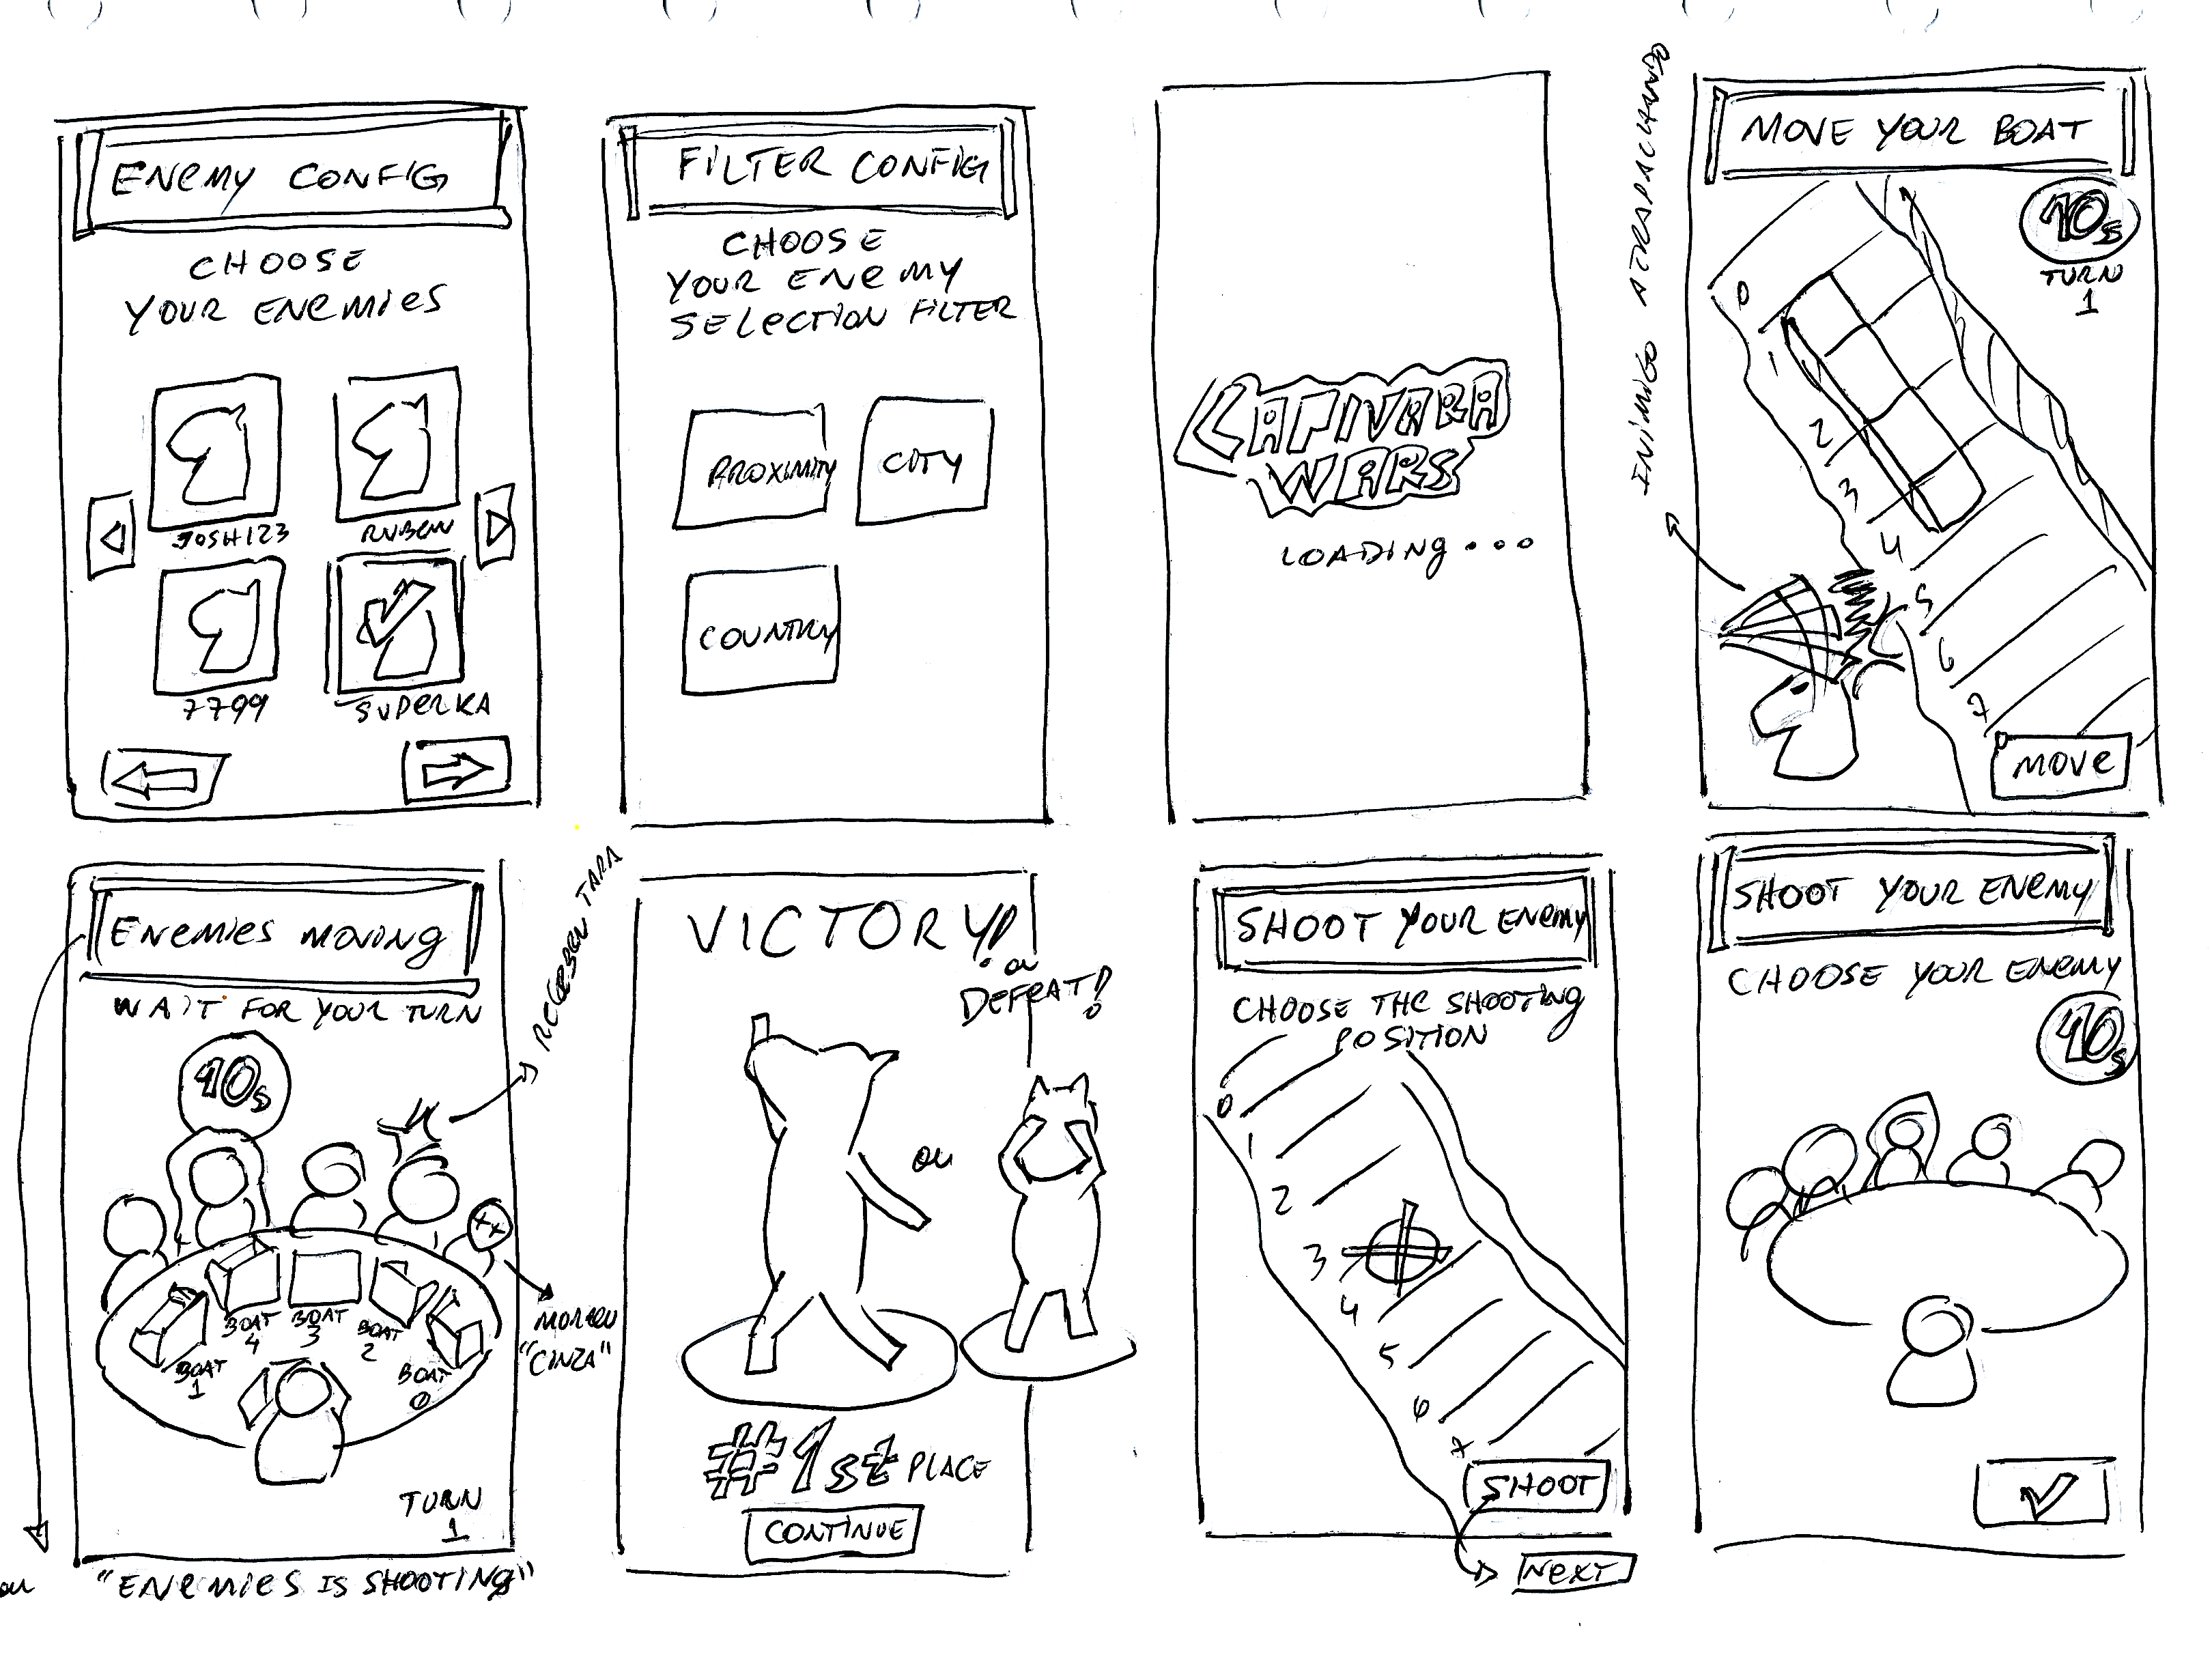 ENEMY CONFIG
CHOOSE
YOUR ENEMIES
JOSH123
RUBEN
7799
SUPERKA
FILTER CONFIG
CHOOSE
YOUR ENEMY
SELECTION FILTER
PROXIMITY
CITY
COUNTRY
CAPIVARA
WARS
LOADING...
INIMIGO ATRAPALHANDO
MOVE YOUR BOAT
10s
TURN
1
0
1
2
3
4
5
6
7
MOVE
ENEMIES MOVING
WAIT FOR YOUR TURN
10s
RECEBEU TARA
BOAT
1
BOAT
4
BOAT
3
BOAT
2
BOAT
0
MORREU
"CINZA"
TURN
1
ou
"ENEMIES IS SHOOTING"
VICTORY!
ou
DEFEAT!
ou
#1st PLACE
CONTINUE
SHOOT YOUR ENEMY
CHOOSE THE SHOOTING
POSITION
0
1
2
3
4
5
6
7
SHOOT
NEXT
SHOOT YOUR ENEMY
CHOOSE YOUR ENEMY
10s